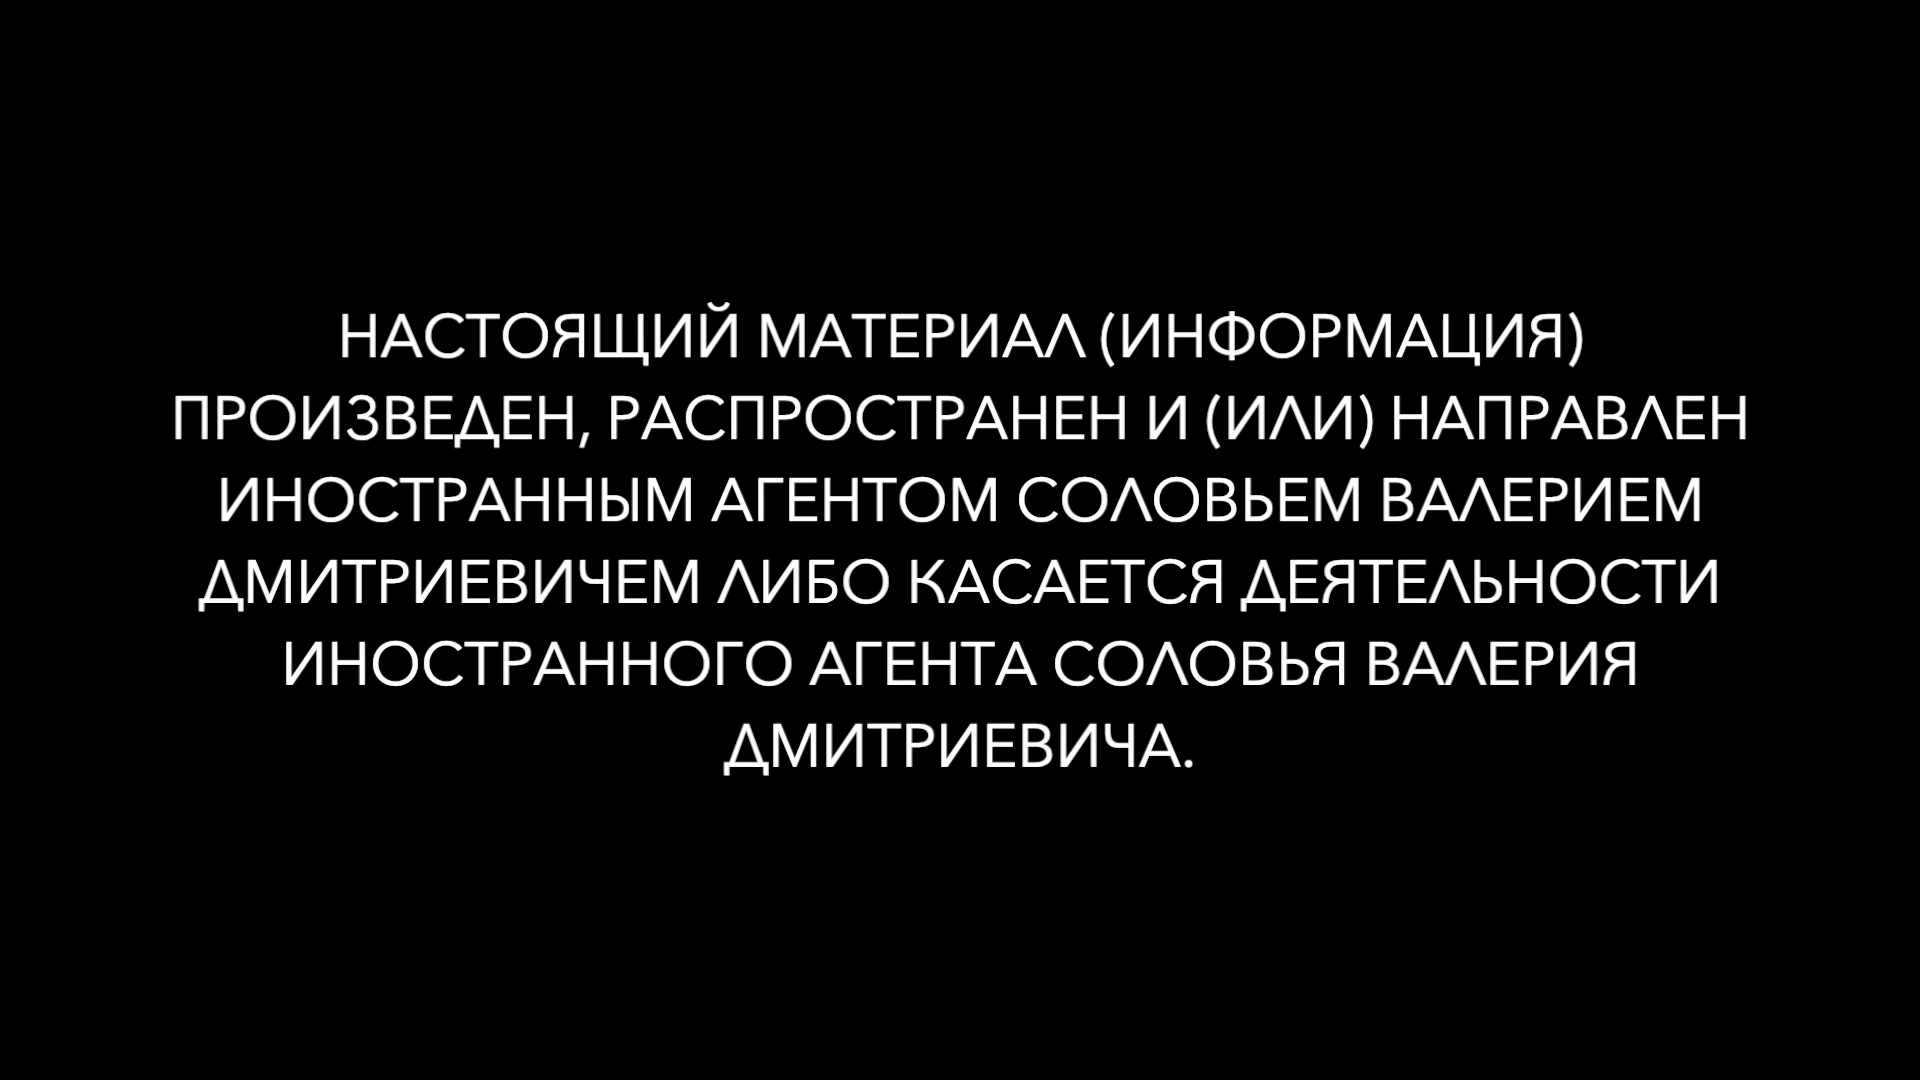 НАСТОЯЩИЙ МАТЕРИАЛ (ИНФОРМАЦИЯ)
ПРОИЗВЕДЕН, РАСПРОСТРАНЕН И (ИЛИ) НАПРАВЛЕН
ИНОСТРАННЫМ АГЕНТОМ СОЛОВЬЕМ ВАЛЕРИЕМ
ДМИТРИЕВИЧЕМ ЛИБО КАСАЕТСЯ ДЕЯТЕЛЬНОСТИ
ИНОСТРАННОГО АГЕНТА СОЛОВЬЯ ВАЛЕРИЯ
ДМИТРИЕВИЧА.